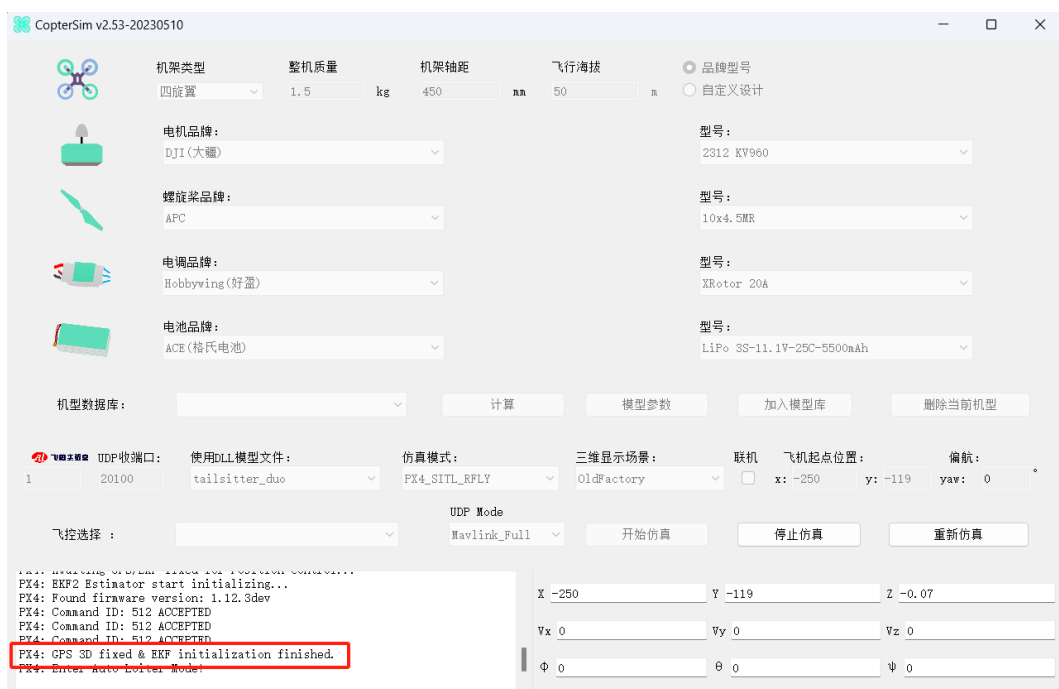 CopterSim v2.53-20230510
机架类型 整机质量 机架轴距 飞行海拔 品牌型号
四旋翼 1.5 kg 450 mm 50 m 自定义设计
电机品牌: 型号:
DJI(大疆) 2312 KV960
螺旋桨品牌: 型号:
APC 10x4.5MR
电调品牌: 型号:
Hobbywing(好盈) XRotor 20A
电池品牌: 型号:
ACE(格氏电池) LiPo 3S-11.1V-25C-5500mAh
机型数据库: 计算 模型参数 加入模型库 删除当前机型
UDP收端口: 使用DLL模型文件: 仿真模式: 三维显示场景: 联机 飞机起点位置: 偏航:
1 20100 tailsitter_duo PX4_SITL_RFLY OldFactory x: -250 y: -119 yaw: 0 °
UDP Mode
飞控选择 : Mavlink_Full 开始仿真 停止仿真 重新仿真
PX4: Awaiting GPS/EKF fixed for Position Control...
PX4: EKF2 Estimator start initializing...
PX4: Found firmware version: 1.12.3dev
PX4: Command ID: 512 ACCEPTED
PX4: Command ID: 512 ACCEPTED
PX4: Command ID: 512 ACCEPTED
PX4: GPS 3D fixed & EKF initialization finished.
PX4: Enter Auto Loiter Mode!
X -250 Y -119 Z -0.07
Vx 0 Vy 0 Vz 0
Φ 0 θ 0 ψ 0